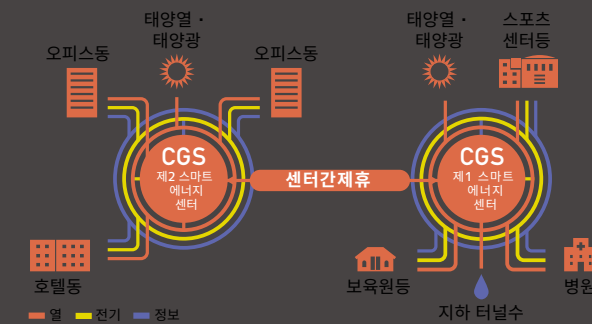 태양열 ·
태양광
오피스동
오피스동
CGS
제2 스마트
에너지
센터
호텔동
센터간제휴
태양열 ·
태양광
스포츠
센터등
CGS
제1 스마트
에너지
센터
보육원등
지하 터널수
병원
열
전기
정보